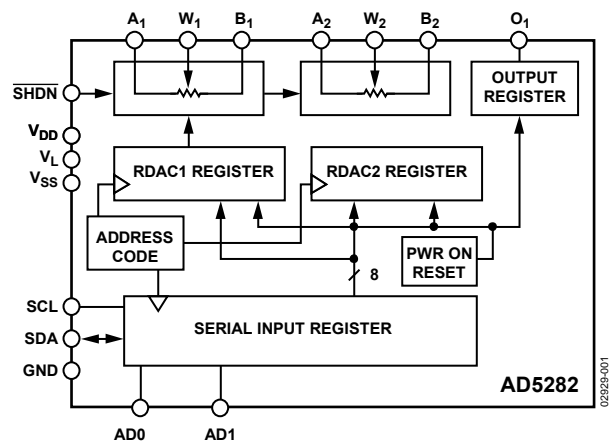 A1 W1 B1 A2 W2 B2 O1
SHDN
OUTPUT
REGISTER
VDD
VL
VSS
RDAC1 REGISTER
RDAC2 REGISTER
ADDRESS
CODE
PWR ON
RESET
8
SCL
SDA
GND
SERIAL INPUT REGISTER
AD5282
AD0 AD1
02929-001